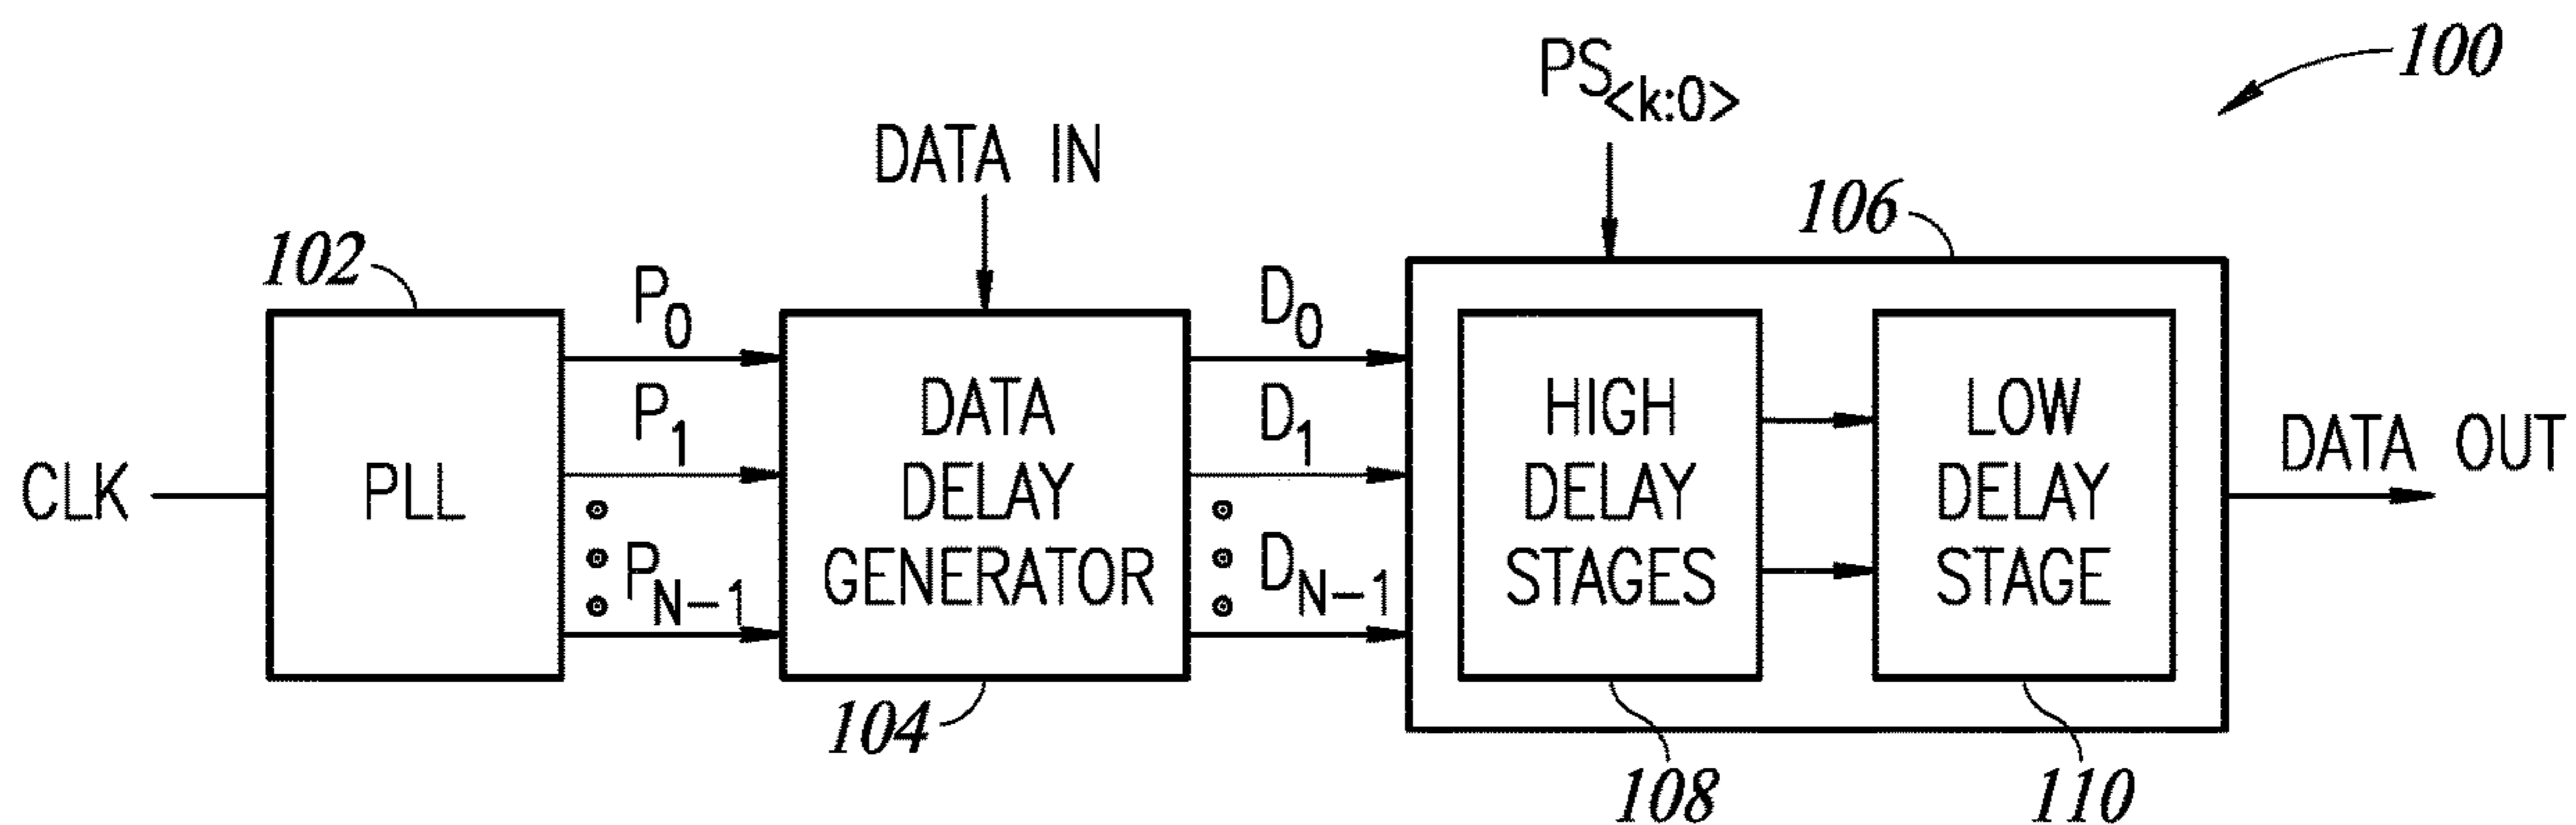 100
PS<k:0>
DATA IN
106
102
P0
D0
P1
D1
CLK
PLL
DATA
DELAY
GENERATOR
HIGH
DELAY
STAGES
LOW
DELAY
STAGE
DATA OUT
PN-1
DN-1
104
108
110